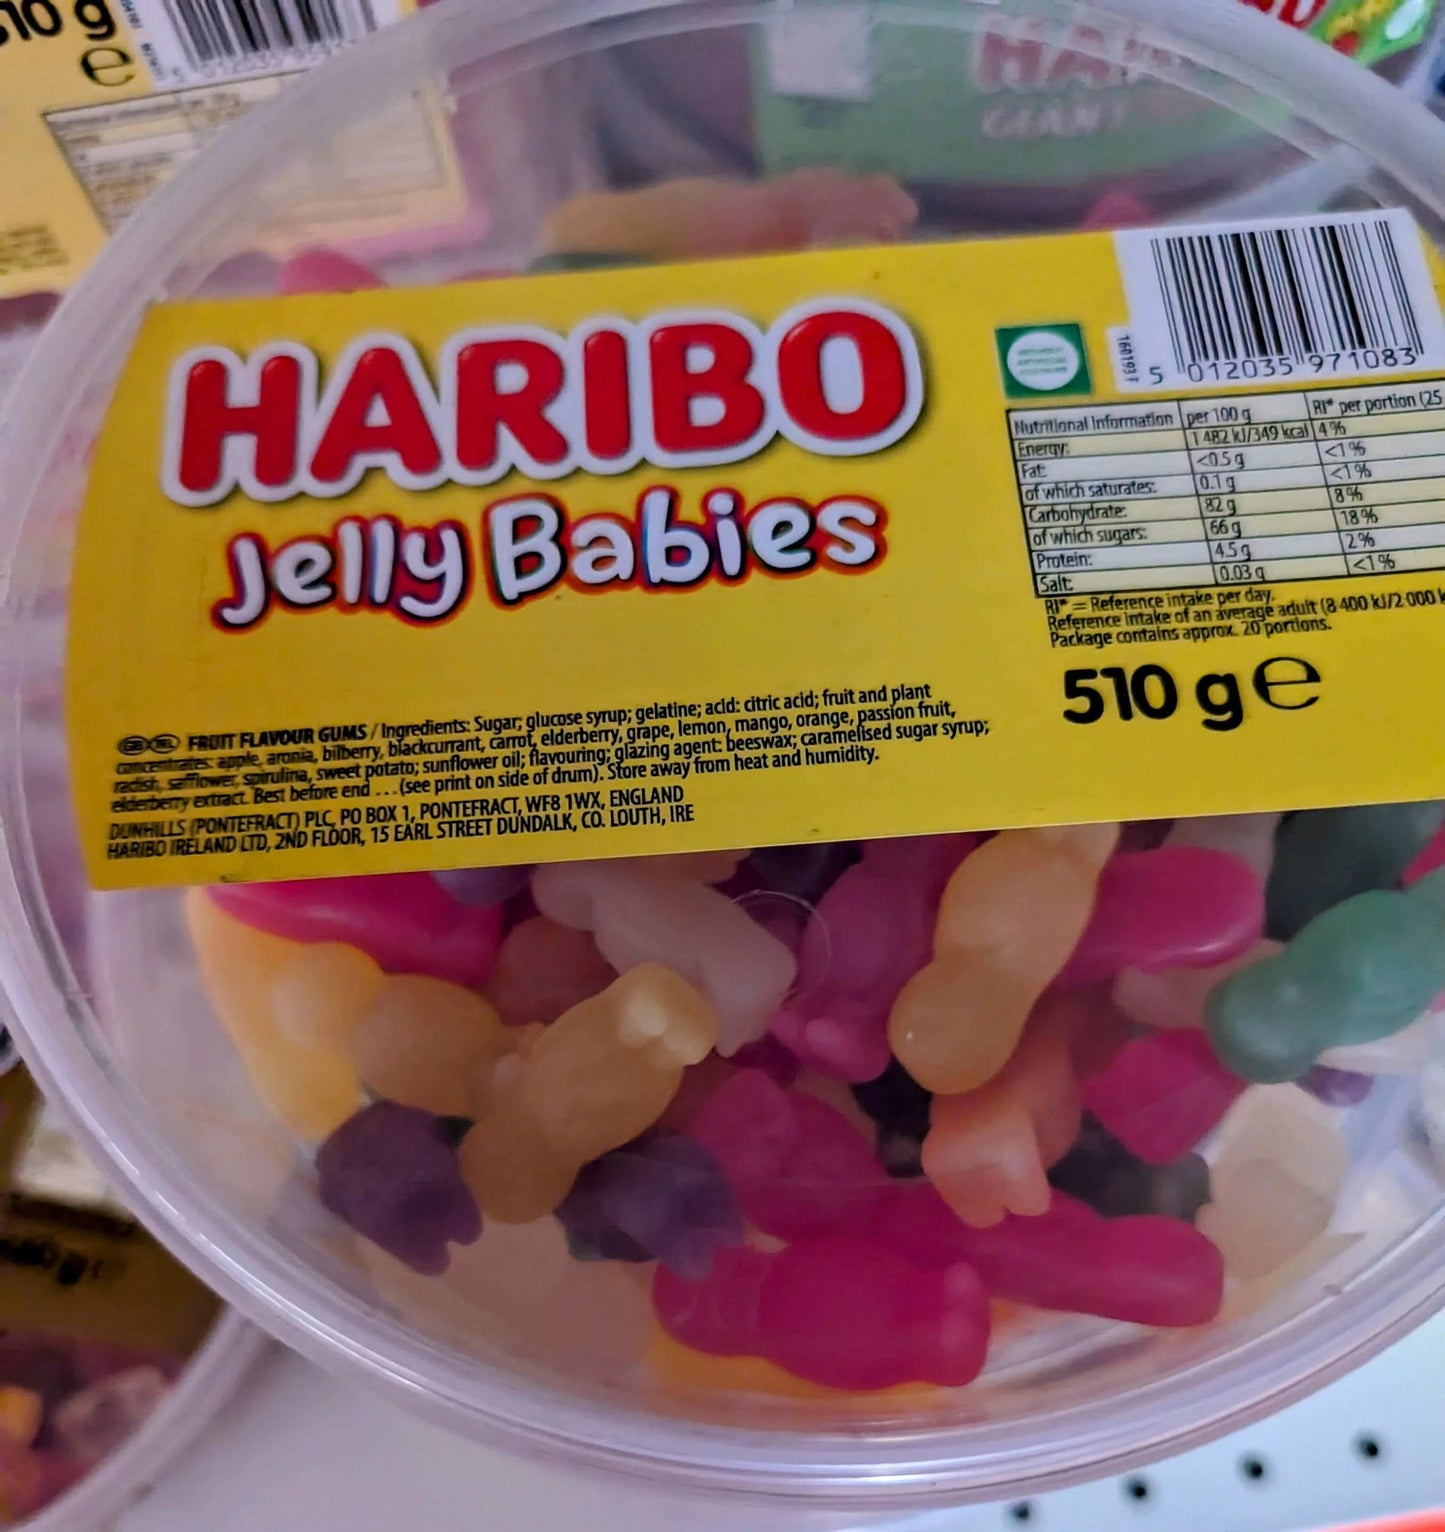 510 g
e
HARIBO
Jelly Babies
160193 F
5 012035 971083
Nutritional Information per 100 g RI* per portion (25
Energy: 1 482 kJ/349 kcal 4 %
Fat: <0.5 g <1 %
of which saturates: 0.1 g <1 %
Carbohydrate: 82 g 8 %
of which sugars: 66 g 18 %
Protein: 4.5 g 2 %
Salt: 0.03 g <1 %
RI* = Reference intake per day.
Reference intake of an average adult (8 400 kJ/2 000 k
Package contains approx. 20 portions.
510 g e
GB IRL FRUIT FLAVOUR GUMS / Ingredients: Sugar; glucose syrup; gelatine; acid: citric acid; fruit and plant
concentrates: apple, aronia, bilberry, blackcurrant, carrot, elderberry, grape, lemon, mango, orange, passion fruit,
radish, safflower, spirulina, sweet potato; sunflower oil; flavouring; glazing agent: beeswax; caramelised sugar syrup;
elderberry extract. Best before end ... (see print on side of drum). Store away from heat and humidity.
DUNHILLS (PONTEFRACT) PLC, PO BOX 1, PONTEFRACT, WF8 1WX, ENGLAND
HARIBO IRELAND LTD, 2ND FLOOR, 15 EARL STREET DUNDALK, CO. LOUTH, IRE